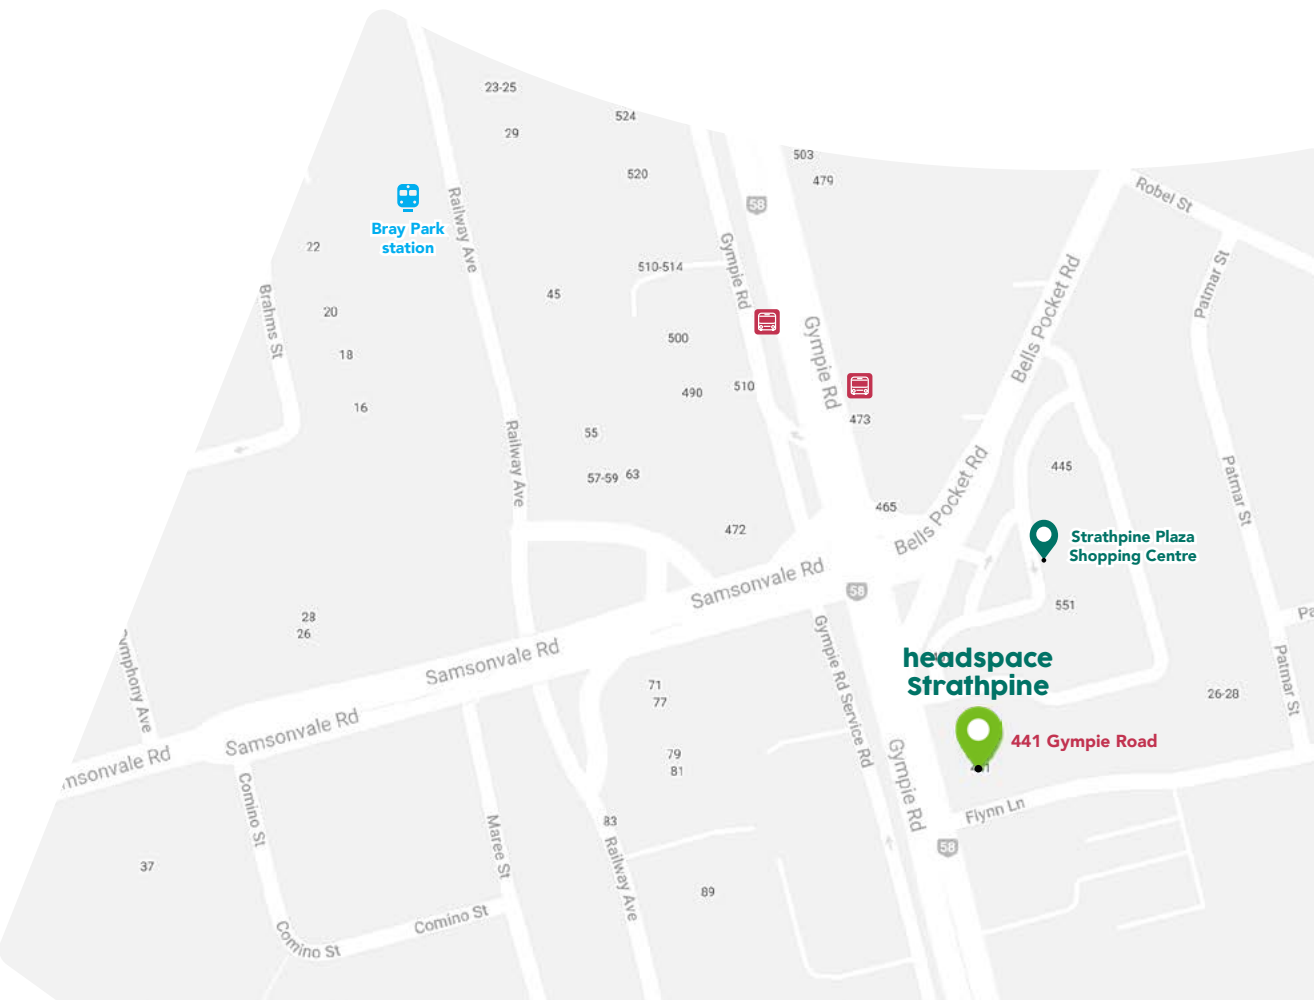 23-25
524
29
503
520
479
Robel St
58
Railway Ave
Bray Park
station
22
Gympie Rd
510-514
Patmar St
Bells Pocket Rd
45
Brahms St
20
500
Gympie Rd
18
490
510
16
473
55
Railway Ave
57-59
63
445
Patmar St
Bells Pocket Rd
465
472
Strathpine Plaza
Shopping Centre
Samsonvale Rd
58
551
28
26
Gympie Rd Service Rd
headspace
Strathpine
Samsonvale Rd
71
77
26-28
Patmar St
Samsonvale Rd
441 Gympie Road
79
81
Gympie Rd
Comino St
Flynn Ln
83
Maree St
58
37
Railway Ave
89
Comino St
Comino St